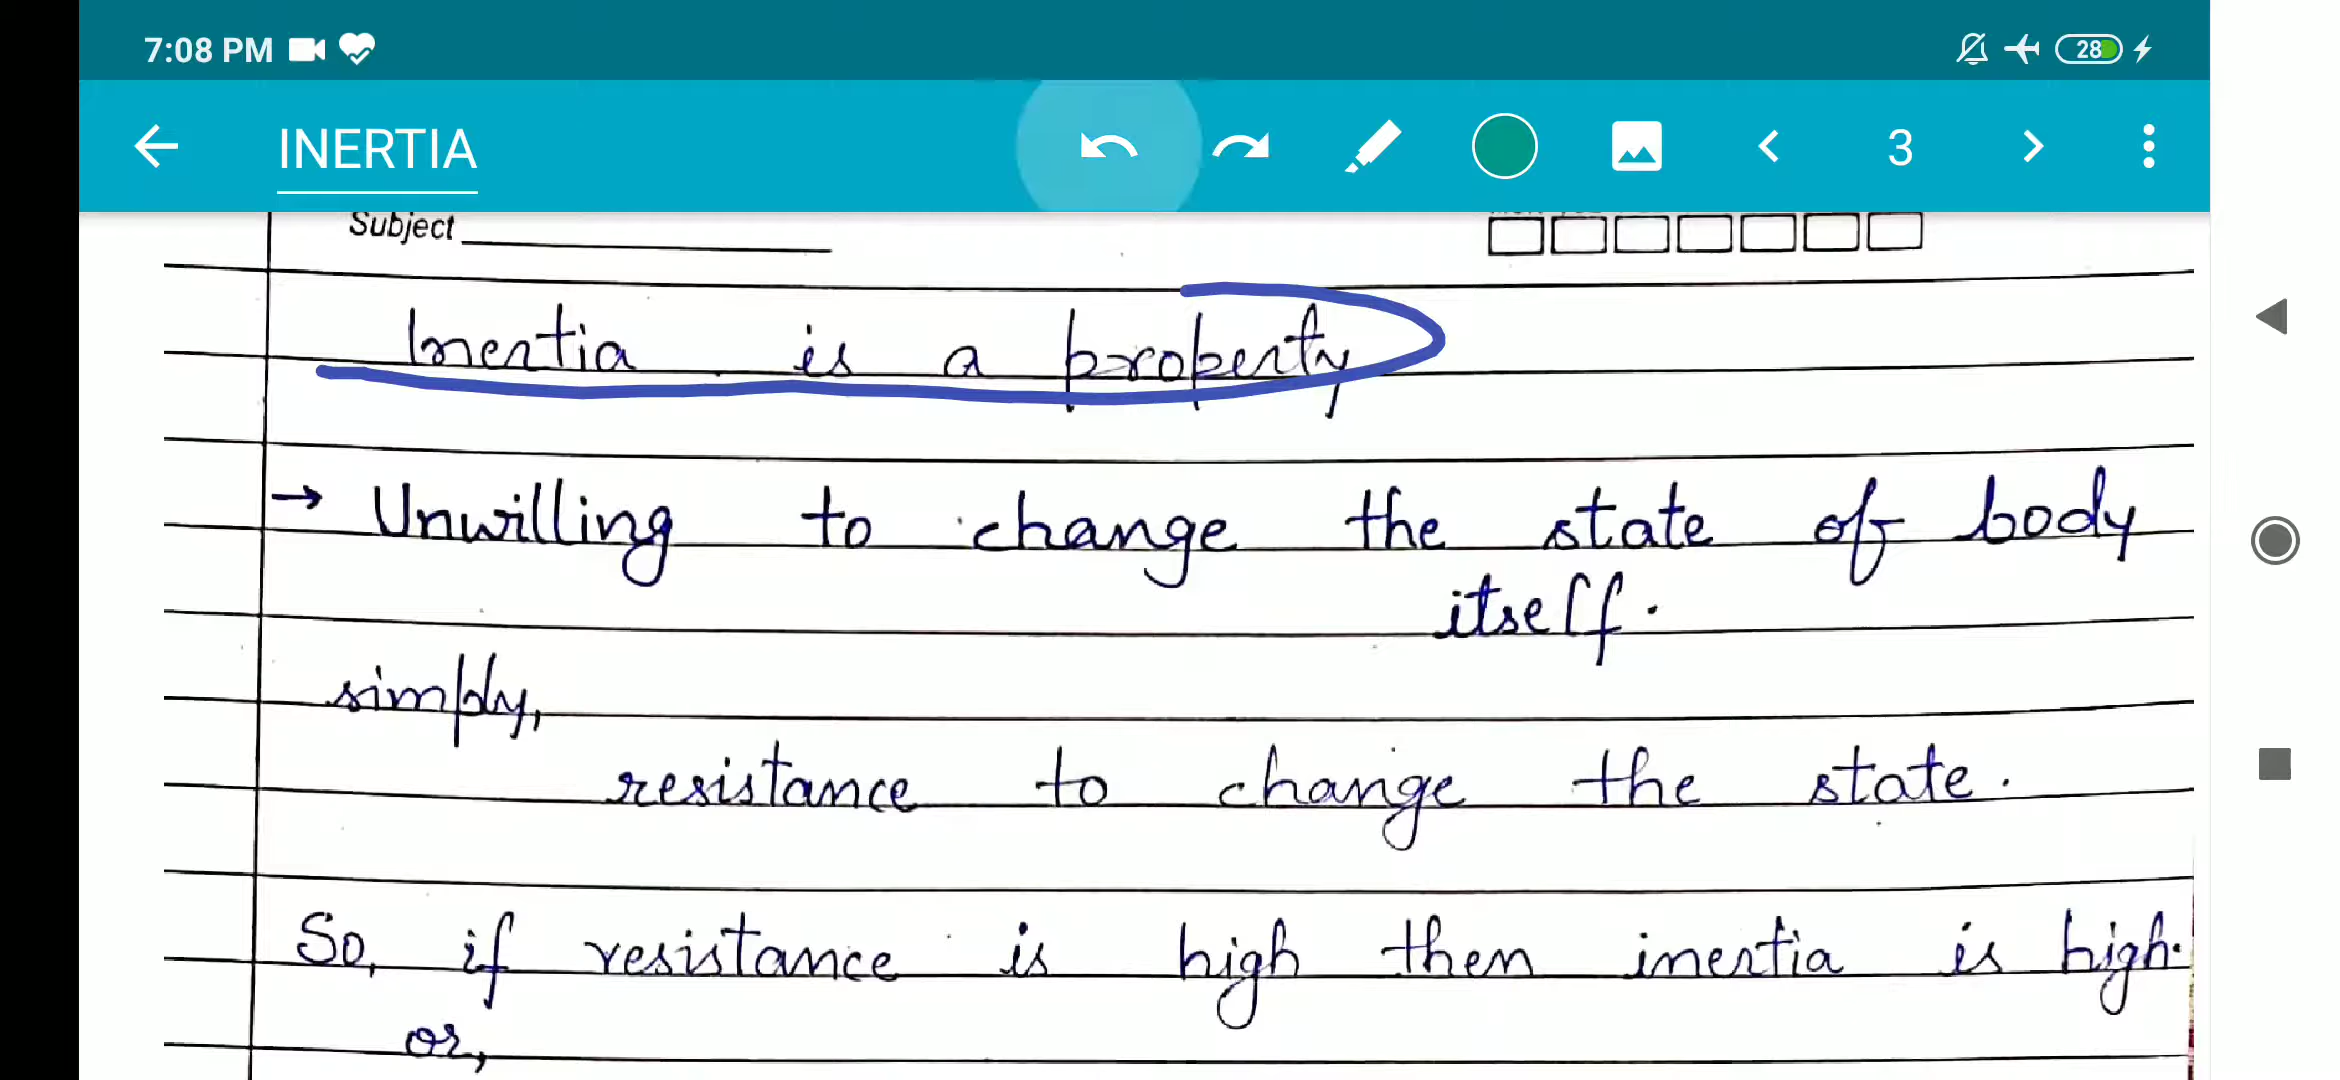 7:08 PM 28
INERTIA 3
Subject
Inertia is a property
→ Unwilling to change the state of body
itself.
simply,
resistance to change the state.
So, if resistance is high then inertia is high.
or,